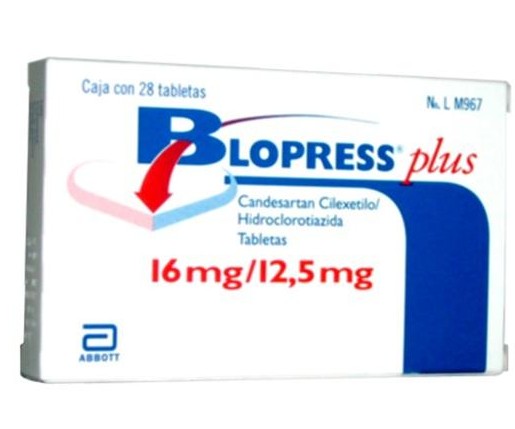 Caja con 28 tabletas
No. L M967
BLOPRESS® plus
Candesartan Cilexetilo/
Hidroclorotiazida
Tabletas
16 mg/12,5 mg
ABBOTT